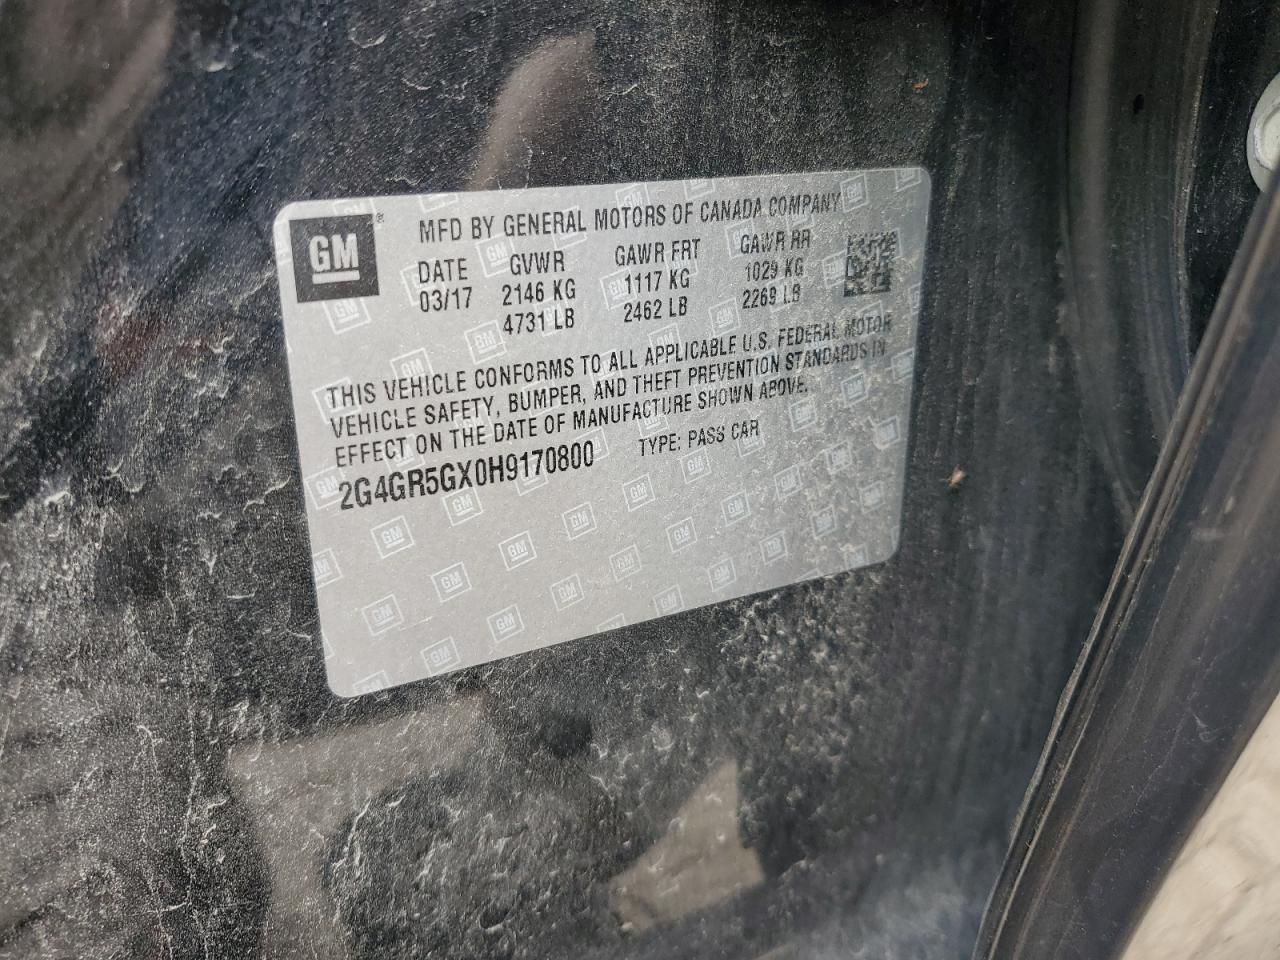 GM ®
MFD BY GENERAL MOTORS OF CANADA COMPANY
DATE GVWR GAWR FRT GAWR RR
03/17 2146 KG 1117 KG 1029 KG
4731 LB 2462 LB 2269 LB
THIS VEHICLE CONFORMS TO ALL APPLICABLE U.S. FEDERAL MOTOR
VEHICLE SAFETY, BUMPER, AND THEFT PREVENTION STANDARDS IN
EFFECT ON THE DATE OF MANUFACTURE SHOWN ABOVE.
2G4GR5GX0H9170800 TYPE: PASS CAR